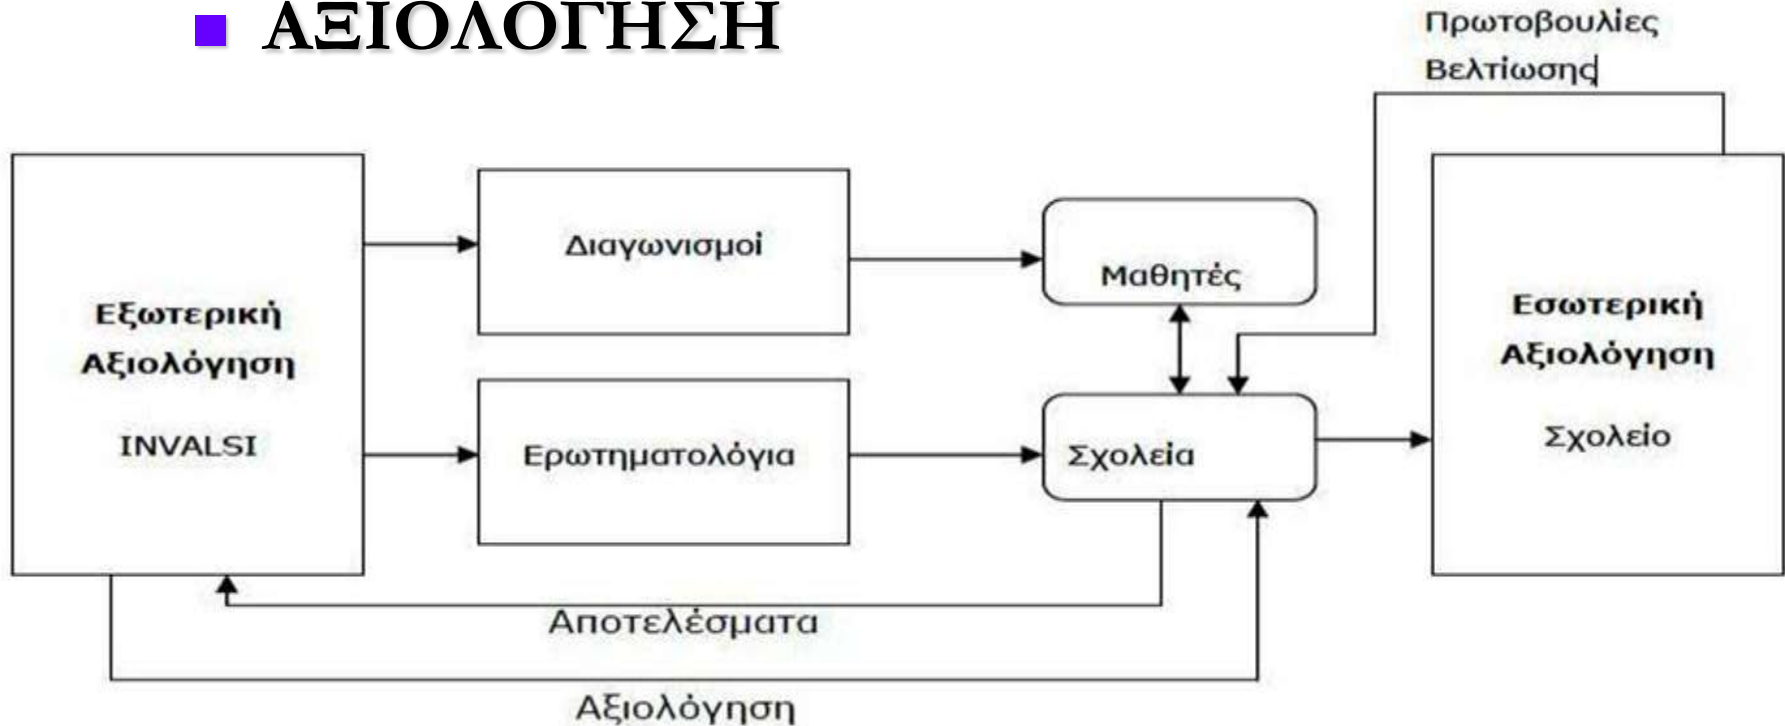 ΑΞΙΟΛΟΓΗΣΗ
Πρωτοβουλίες
Βελτίωσης
Εξωτερική
Αξιολόγηση
INVALSI
Διαγωνισμοί
Ερωτηματολόγια
Μαθητές
Σχολεία
Εσωτερική
Αξιολόγηση
Σχολείο
Αποτελέσματα
Αξιολόγηση